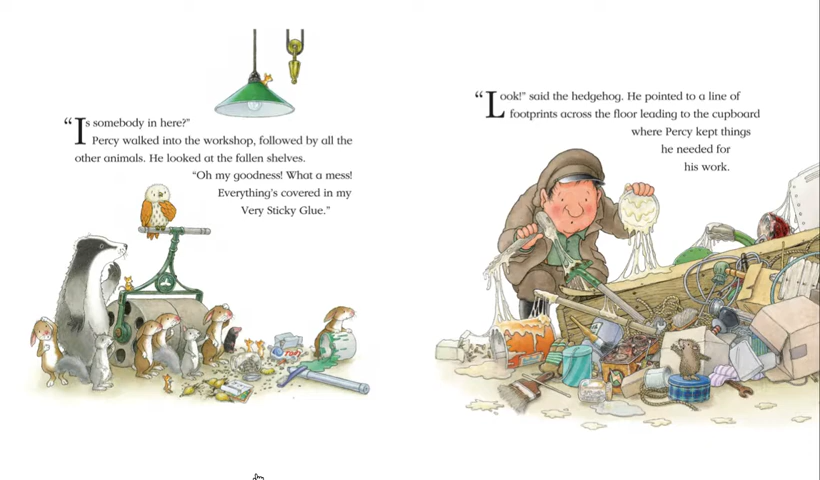 "Is somebody in here?"
Percy walked into the workshop, followed by all the
other animals. He looked at the fallen shelves.
"Oh my goodness! What a mess!
Everything's covered in my
Very Sticky Glue."
"Look!" said the hedgehog. He pointed to a line of
footprints across the floor leading to the cupboard
where Percy kept things
he needed for
his work.